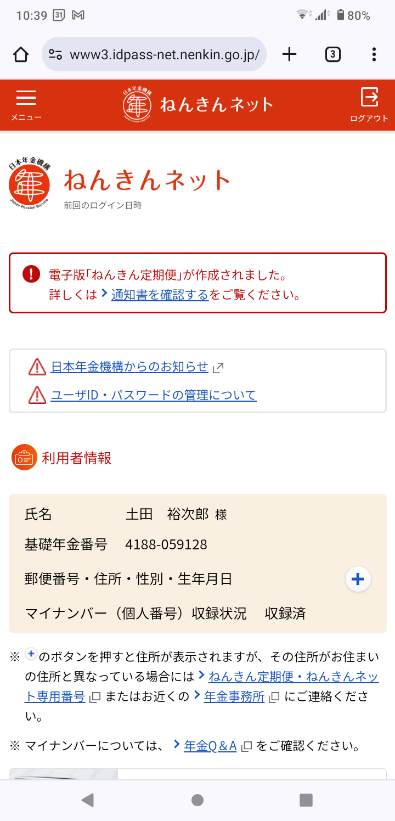 10:39 31 80%
www3.idpass-net.nenkin.go.jp/ 3
メニュー ねんきんネット ログアウト
日本年金機構 ねんきんネット
前回のログイン日時
電子版「ねんきん定期便」が作成されました。
詳しくは 通知書を確認するをご覧ください。
日本年金機構からのお知らせ
ユーザID・パスワードの管理について
利用者情報
氏名 土田 裕次郎 様
基礎年金番号 4188-059128
郵便番号・住所・性別・生年月日
マイナンバー（個人番号）収録状況 収録済
※ +のボタンを押すと住所が表示されますが、その住所がお住まい
の住所と異なっている場合には ねんきん定期便・ねんきんネッ
ト専用番号 またはお近くの 年金事務所 にご連絡くださ
い。
※ マイナンバーについては、 年金Q＆A をご確認ください。